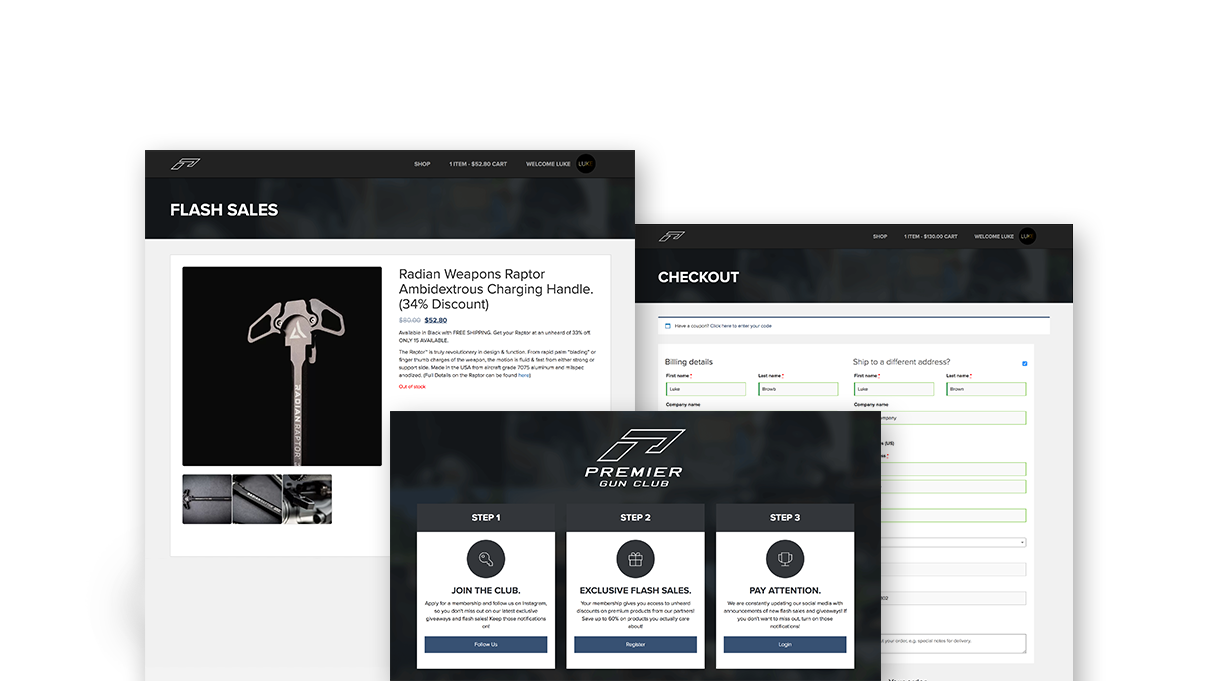 SHOP
1 ITEM - $52.80 CART
WELCOME LUKE
LUKE
FLASH SALES
Radian Weapons Raptor
Ambidextrous Charging Handle.
(34% Discount)
$80.00 $52.80
Available in Black with FREE SHIPPING. Get your Raptor at an unheard of 33% off.
ONLY 15 AVAILABLE.
The Raptor™ is truly revolutionary in design & function. From rapid palm "blading" or
finger thumb charges of the weapon, the motion is fluid & fast from either strong or
support side. Made in the USA from aircraft grade 7075 aluminum and milspec
anodized. (Full Details on the Raptor can be found here)
Out of stock
RADIAN RAPTOR
SHOP
1 ITEM - $130.00 CART
WELCOME LUKE
LUKE
CHECKOUT
Have a coupon? Click here to enter your code
Billing details
First name *
Last name *
Luke
Browb
Company name
Ship to a different address?
First name *
Last name *
Luke
Brown
Company name
(US)
your order, e.g. special notes for delivery.
PREMIER
GUN CLUB
STEP 1
JOIN THE CLUB.
Apply for a membership and follow us on Instagram,
so you don't miss out on our latest exclusive
giveaways and flash sales! Keep those notifications
on!
Follow Us
STEP 2
EXCLUSIVE FLASH SALES.
Your membership gives you access to unheard
discounts on premium products from our partners!
Save up to 60% on products you actually care
about!
Register
STEP 3
PAY ATTENTION.
We are constantly updating our social media with
announcements of new flash sales and giveaways! If
you don't want to miss out, turn on those
notifications!
Login